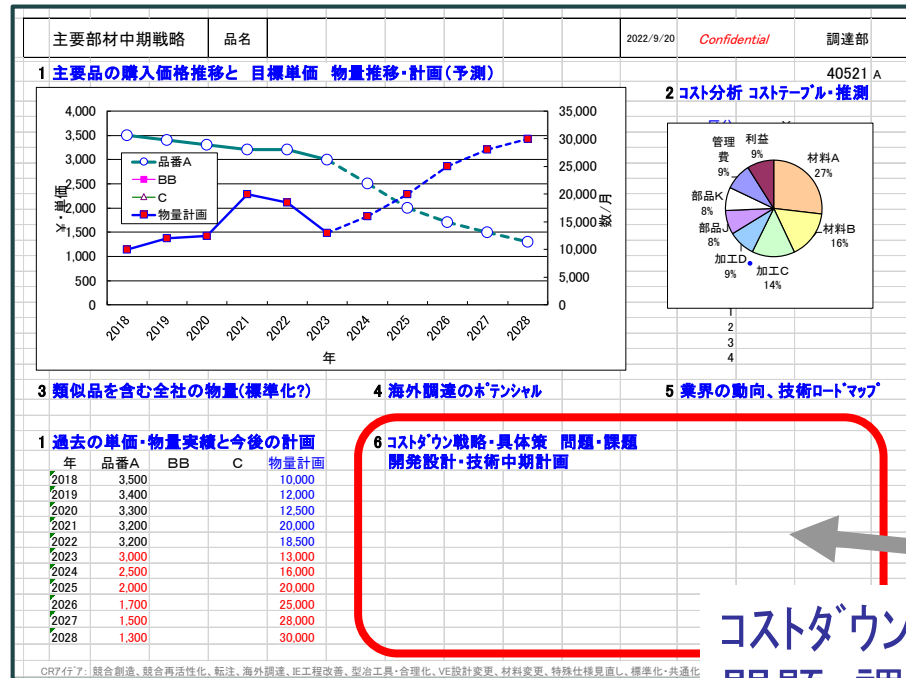 主要部材中期戦略 品名 2022/9/20 Confidential 調達部
1 主要品の購入価格推移と 目標単価 物量推移・計画(予測)
40521 A
2 コスト分析 コストテーブル・推測
4,000
3,500
3,000
2,500
2,000
1,500
1,000
500
0
¥・単価
品番A
BB
C
物量計画
35,000
30,000
25,000
20,000
15,000
10,000
5,000
0
数/月
2018 2019 2020 2021 2022 2023 2024 2025 2026 2027 2028
年
管理費 9%
利益 9%
材料A 27%
材料B 16%
加工C 14%
加工D 9%
部品J 8%
部品K 8%
1
2
3
4
3 類似品を含む全社の物量(標準化?)
4 海外調達のポテンシャル
5 業界の動向、技術ロードマップ
1 過去の単価・物量実績と今後の計画
年 品番A BB C 物量計画
2018 3,500 10,000
2019 3,400 12,000
2020 3,300 12,500
2021 3,200 20,000
2022 3,200 18,500
2023 3,000 13,000
2024 2,500 16,000
2025 2,000 20,000
2026 1,700 25,000
2027 1,500 28,000
2028 1,300 30,000
6 コストダウン戦略・具体策 問題・課題
開発設計・技術中期計画
コストダウン
CRアイデア: 競合創造、競合再活性化、転注、海外調達、IE工程改善、型冶工具・合理化、VE設計変更、材料変更、特殊仕様見直し、標準化・共通化